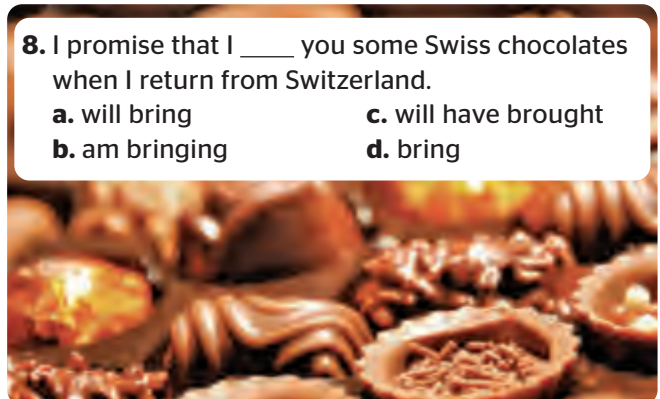 8. I promise that I ____ you some Swiss chocolates
when I return from Switzerland.
a. will bring c. will have brought
b. am bringing d. bring